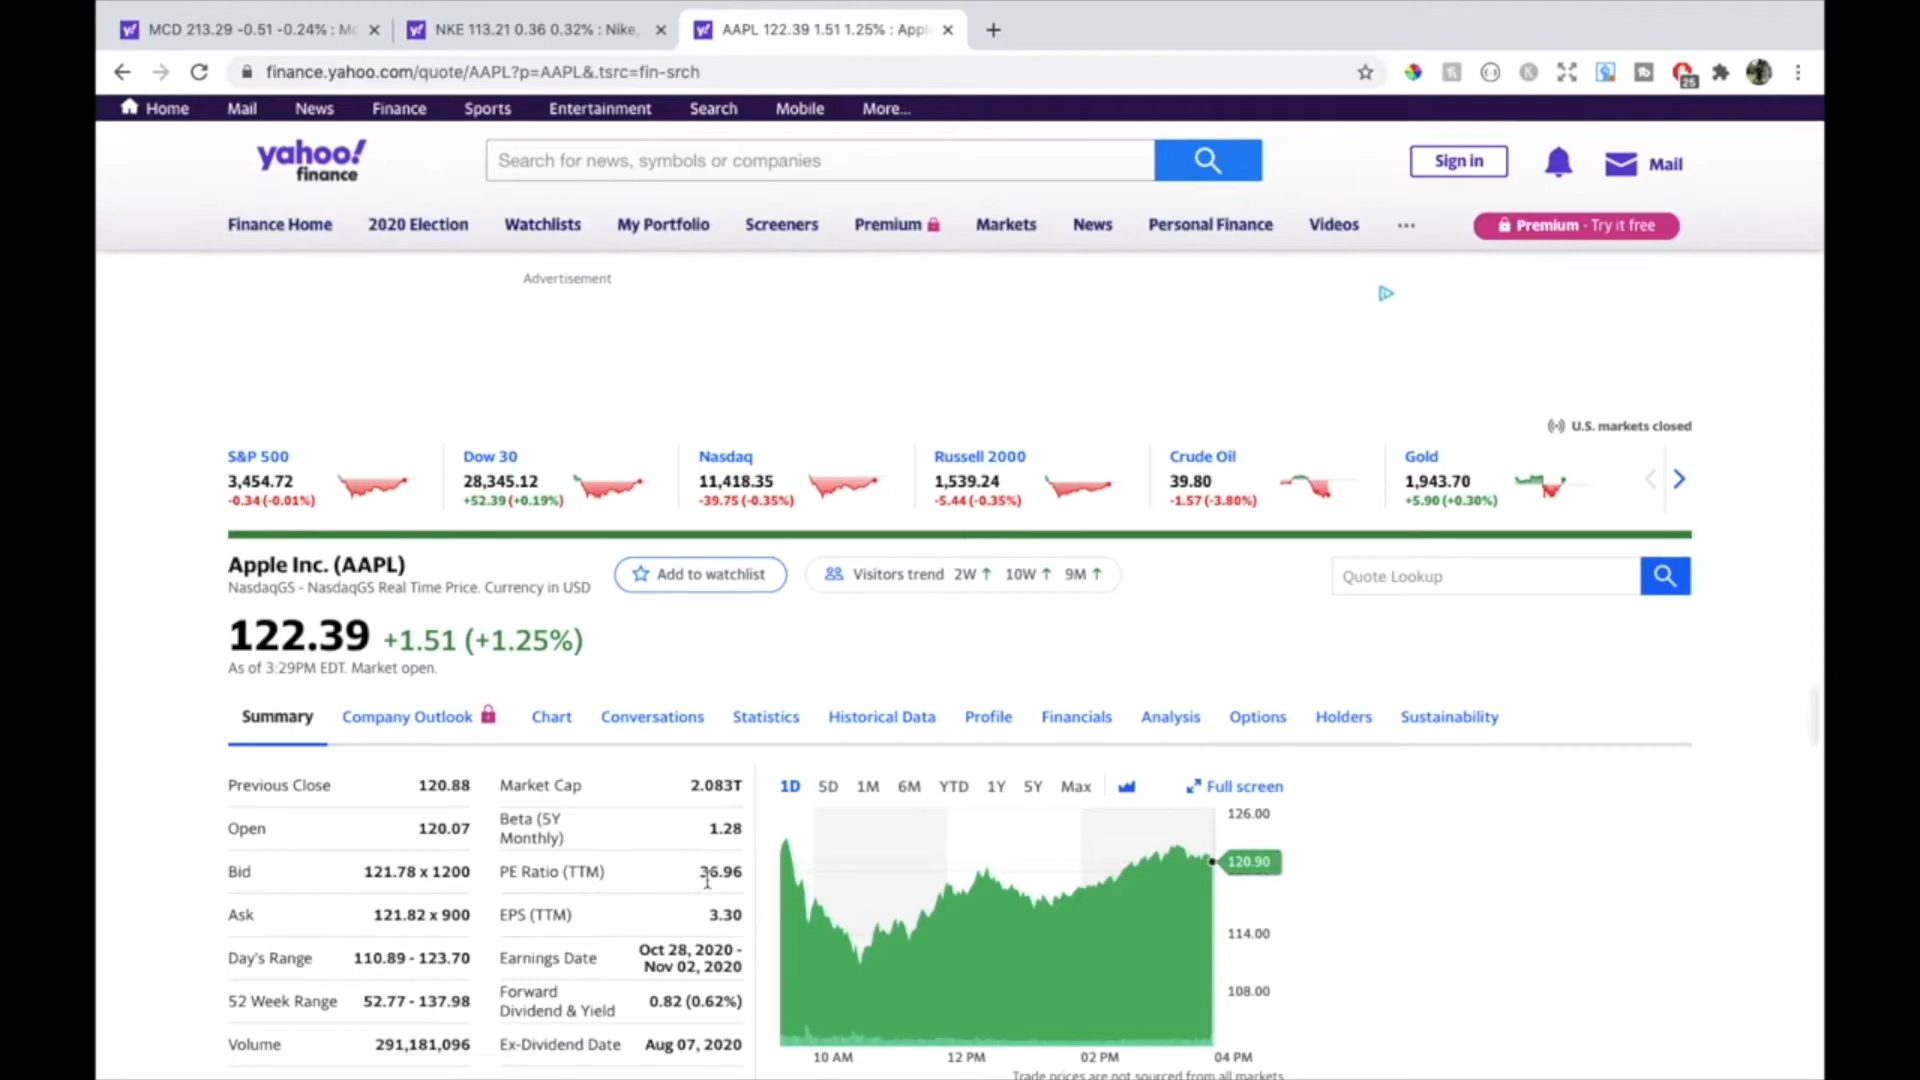 MCD 213.29 -0.51 -0.24% : Mc
NKE 113.21 0.36 0.32% : Nike,
AAPL 122.39 1.51 1.25% : Appl
finance.yahoo.com/quote/AAPL?p=AAPL&.tsrc=fin-srch
25
Home Mail News Finance Sports Entertainment Search Mobile More...
yahoo!
finance
Search for news, symbols or companies
Sign in
Mail
Finance Home 2020 Election Watchlists My Portfolio Screeners Premium Markets News Personal Finance Videos ... Premium - Try it free
Advertisement
U.S. markets closed
S&P 500
3,454.72
-0.34 (-0.01%)
Dow 30
28,345.12
+52.39 (+0.19%)
Nasdaq
11,418.35
-39.75 (-0.35%)
Russell 2000
1,539.24
-5.44 (-0.35%)
Crude Oil
39.80
-1.57 (-3.80%)
Gold
1,943.70
+5.90 (+0.30%)
Apple Inc. (AAPL)
NasdaqGS - NasdaqGS Real Time Price. Currency in USD
Add to watchlist
Visitors trend 2W ↑ 10W ↑ 9M ↑
Quote Lookup
122.39 +1.51 (+1.25%)
As of 3:29PM EDT. Market open.
Summary Company Outlook Chart Conversations Statistics Historical Data Profile Financials Analysis Options Holders Sustainability
Previous Close 120.88
Open 120.07
Bid 121.78 x 1200
Ask 121.82 x 900
Day's Range 110.89 - 123.70
52 Week Range 52.77 - 137.98
Volume 291,181,096
Market Cap 2.083T
Beta (5Y
Monthly) 1.28
PE Ratio (TTM) 36.96
EPS (TTM) 3.30
Earnings Date Oct 28, 2020 -
Nov 02, 2020
Forward
Dividend & Yield 0.82 (0.62%)
Ex-Dividend Date Aug 07, 2020
1D 5D 1M 6M YTD 1Y 5Y Max
Full screen
126.00
120.90
114.00
108.00
10 AM 12 PM 02 PM 04 PM
Trade prices are not sourced from all markets